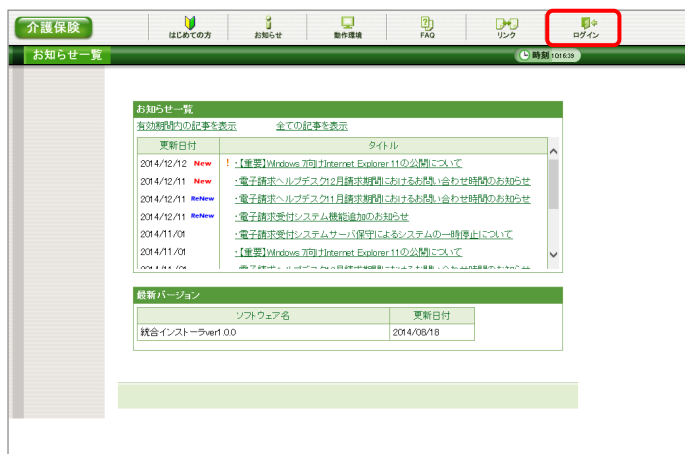 介護保険
はじめての方
お知らせ
動作環境
FAQ
リンク
ログイン
お知らせ一覧
時刻 10:16:39
お知らせ一覧
有効期間内の記事を表示 全ての記事を表示
更新日付 タイトル
2014/12/12 New ! ・【重要】Windows 7向けInternet Explorer 11の公開について
2014/12/11 New ・電子請求ヘルプデスク12月請求期間におけるお問い合わせ時間のお知らせ
2014/12/11 ReNew ・電子請求ヘルプデスク11月請求期間におけるお問い合わせ時間のお知らせ
2014/12/11 ReNew ・電子請求受付システム機能追加のお知らせ
2014/11/01 ・電子請求受付システムサーバ保守によるシステムの一時停止について
2014/11/01 ・【重要】Windows 7向けInternet Explorer 11の公開について
最新バージョン
ソフトウェア名 更新日付
統合インストーラver1.0.0 2014/08/18